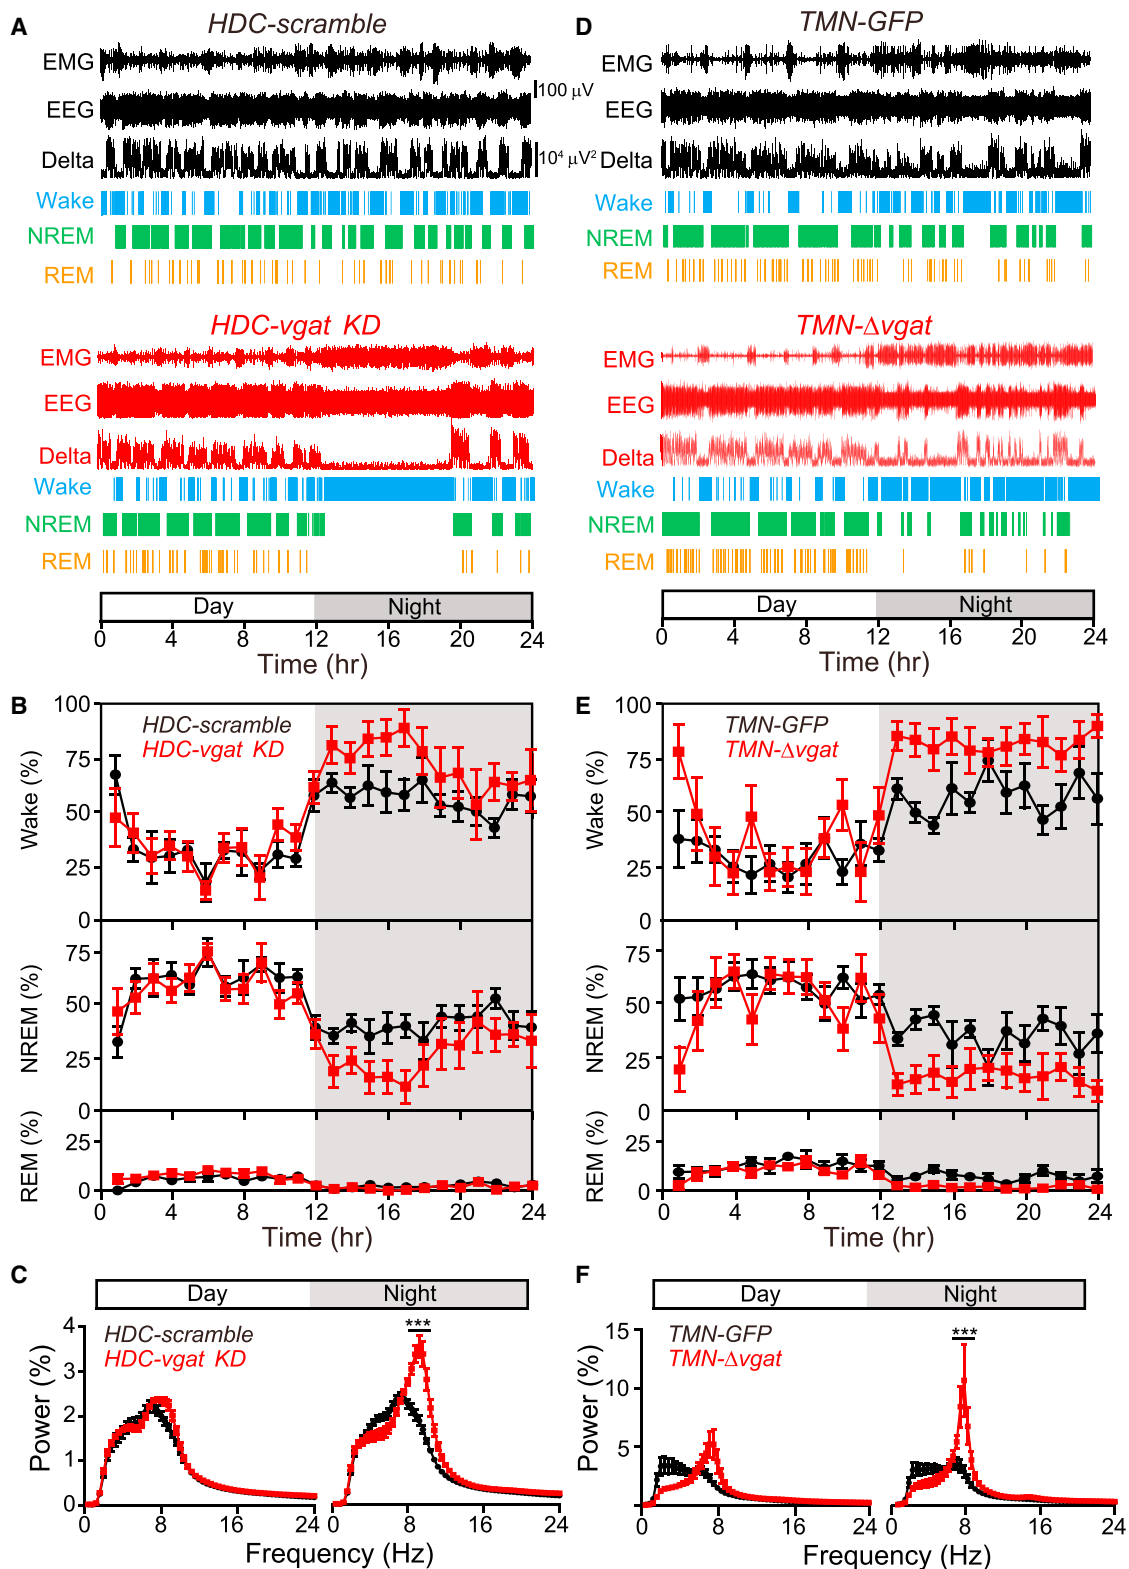 A
HDC-scramble
EMG
100 μV
EEG
Delta
10⁴ μV²
Wake
NREM
REM
HDC-vgat KD
EMG
EEG
Delta
Wake
NREM
REM
Day Night
0 4 8 12 16 20 24
Time (hr)
D
TMN-GFP
EMG
EEG
Delta
Wake
NREM
REM
TMN-Δvgat
EMG
EEG
Delta
Wake
NREM
REM
Day Night
0 4 8 12 16 20 24
Time (hr)
B
HDC-scramble
HDC-vgat KD
Wake (%)
100
75
50
25
0
NREM (%)
75
50
25
0
REM (%)
25
0
0 4 8 12 16 20 24
Time (hr)
E
TMN-GFP
TMN-Δvgat
Wake (%)
100
75
50
25
0
NREM (%)
75
50
25
0
REM (%)
25
0
0 4 8 12 16 20 24
Time (hr)
C
Day Night
HDC-scramble
HDC-vgat KD
***
Power (%)
4
3
2
1
0
0 8 16 24 0 8 16 24
Frequency (Hz)
F
Day Night
TMN-GFP
TMN-Δvgat
***
Power (%)
15
10
5
0
0 8 16 24 0 8 16 24
Frequency (Hz)